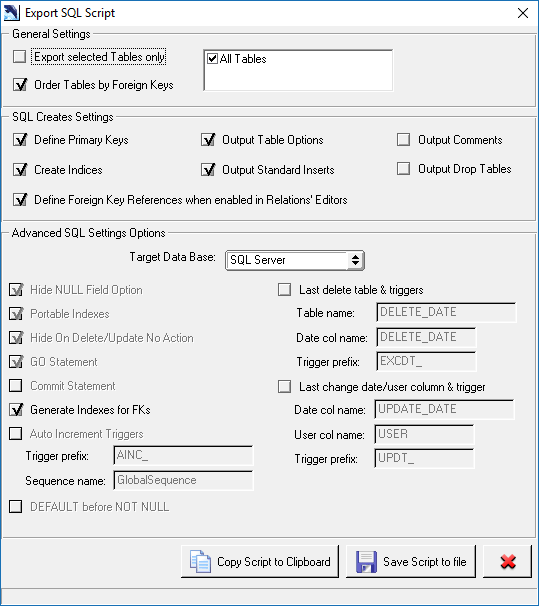 Export SQL Script
General Settings
Export selected Tables only
All Tables
Order Tables by Foreign Keys
SQL Creates Settings
Define Primary Keys
Output Table Options
Output Comments
Create Indices
Output Standard Inserts
Output Drop Tables
Define Foreign Key References when enabled in Relations' Editors
Advanced SQL Settings Options
Target Data Base:
SQL Server
Hide NULL Field Option
Portable Indexes
Hide On Delete/Update No Action
GO Statement
Commit Statement
Generate Indexes for FKs
Auto Increment Triggers
Trigger prefix: AINC_
Sequence name: GlobalSequence
DEFAULT before NOT NULL
Last delete table & triggers
Table name: DELETE_DATE
Date col name: DELETE_DATE
Trigger prefix: EXCDT_
Last change date/user column & trigger
Date col name: UPDATE_DATE
User col name: USER
Trigger prefix: UPDT_
Copy Script to Clipboard
Save Script to file